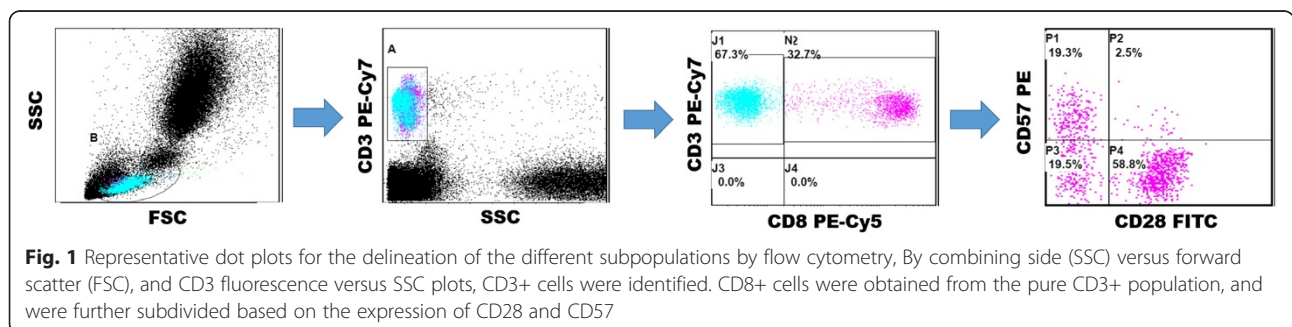 SSC
B
FSC
A
CD3 PE-Cy7
SSC
J1
67.3%
N2
32.7%
CD3 PE-Cy7
J3
0.0%
J4
0.0%
CD8 PE-Cy5
P1
19.3%
P2
2.5%
CD57 PE
P3
19.5%
P4
58.8%
CD28 FITC
Fig. 1 Representative dot plots for the delineation of the different subpopulations by flow cytometry, By combining side (SSC) versus forward
scatter (FSC), and CD3 fluorescence versus SSC plots, CD3+ cells were identified. CD8+ cells were obtained from the pure CD3+ population, and
were further subdivided based on the expression of CD28 and CD57